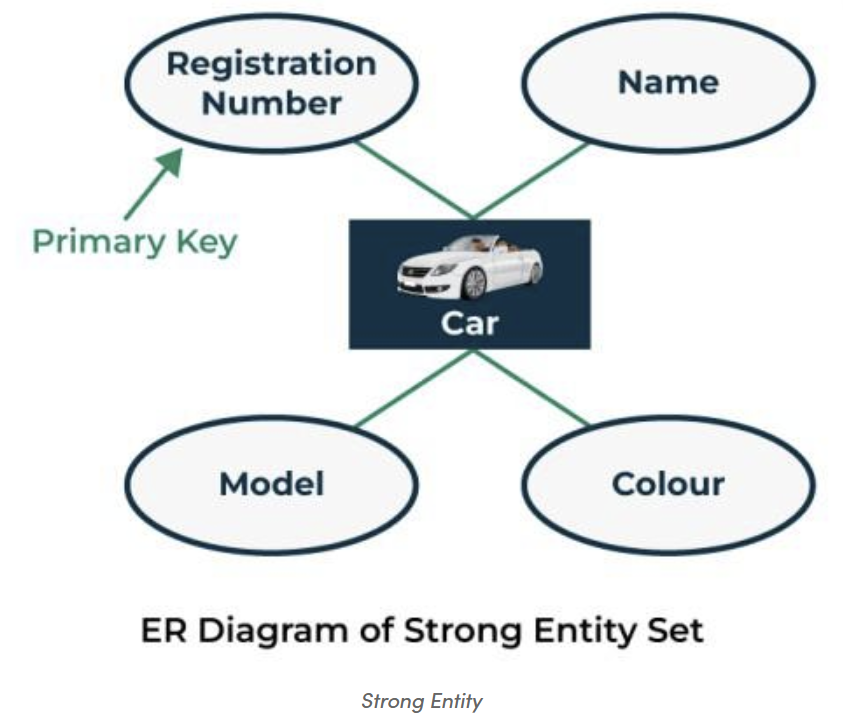 Registration
Number
Name
Primary Key
Car
Model
Colour
ER Diagram of Strong Entity Set
Strong Entity